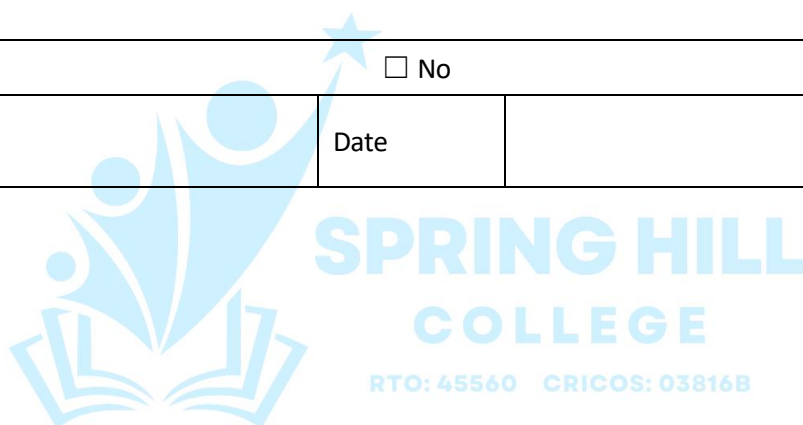 ☐ No
Date
SPRING HILL
COLLEGE
RTO: 45560 CRICOS: 03816B